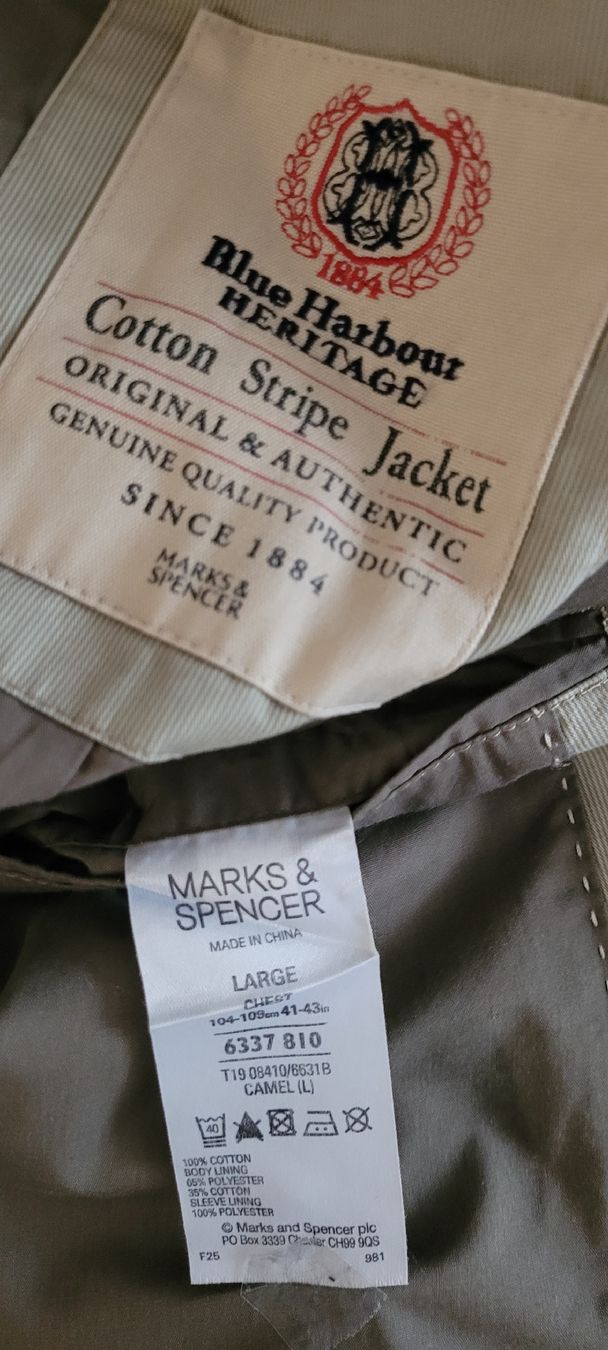 1884
Blue Harbour
HERITAGE
Cotton Stripe Jacket
ORIGINAL & AUTHENTIC
GENUINE QUALITY PRODUCT
SINCE 1884
MARKS &
SPENCER
MARKS &
SPENCER
MADE IN CHINA
LARGE
CHEST
104-109cm 41-43in
6337 810
T19 08410/6631B
CAMEL (L)
40
100% COTTON
BODY LINING
65% POLYESTER
35% COTTON
SLEEVE LINING
100% POLYESTER
© Marks and Spencer plc
PO Box 3339 Chester CH99 9QS
F25 981